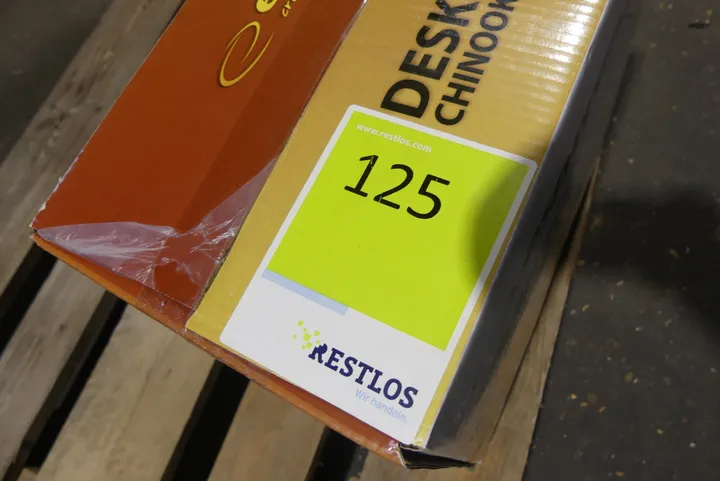 DESK
CHINOOK
www.restlos.com
125
RESTLOS
Wir handeln.